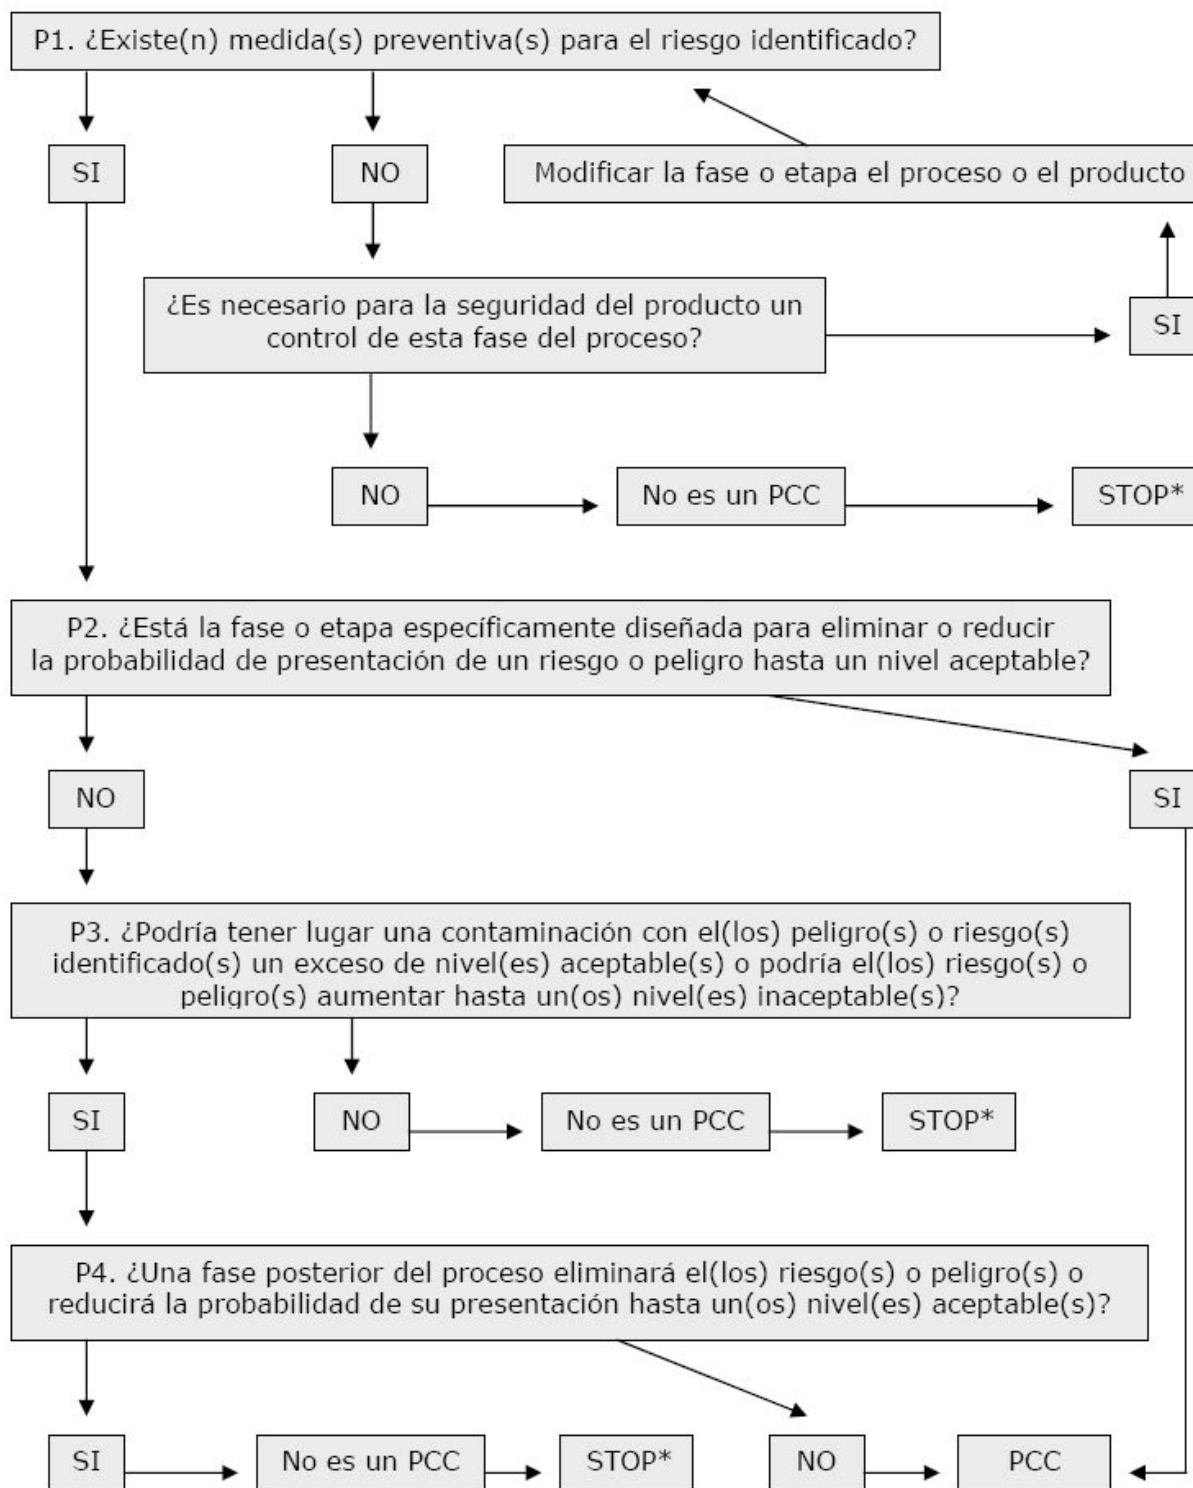 P1. ¿Existe(n) medida(s) preventiva(s) para el riesgo identificado?
SI
NO
Modificar la fase o etapa el proceso o el producto
¿Es necesario para la seguridad del producto un
control de esta fase del proceso?
SI
NO
No es un PCC
STOP*
P2. ¿Está la fase o etapa específicamente diseñada para eliminar o reducir
la probabilidad de presentación de un riesgo o peligro hasta un nivel aceptable?
NO
SI
P3. ¿Podría tener lugar una contaminación con el(los) peligro(s) o riesgo(s)
identificado(s) un exceso de nivel(es) aceptable(s) o podría el(los) riesgo(s) o
peligro(s) aumentar hasta un(os) nivel(es) inaceptable(s)?
SI
NO
No es un PCC
STOP*
P4. ¿Una fase posterior del proceso eliminará el(los) riesgo(s) o peligro(s) o
reducirá la probabilidad de su presentación hasta un(os) nivel(es) aceptable(s)?
SI
No es un PCC
STOP*
NO
PCC